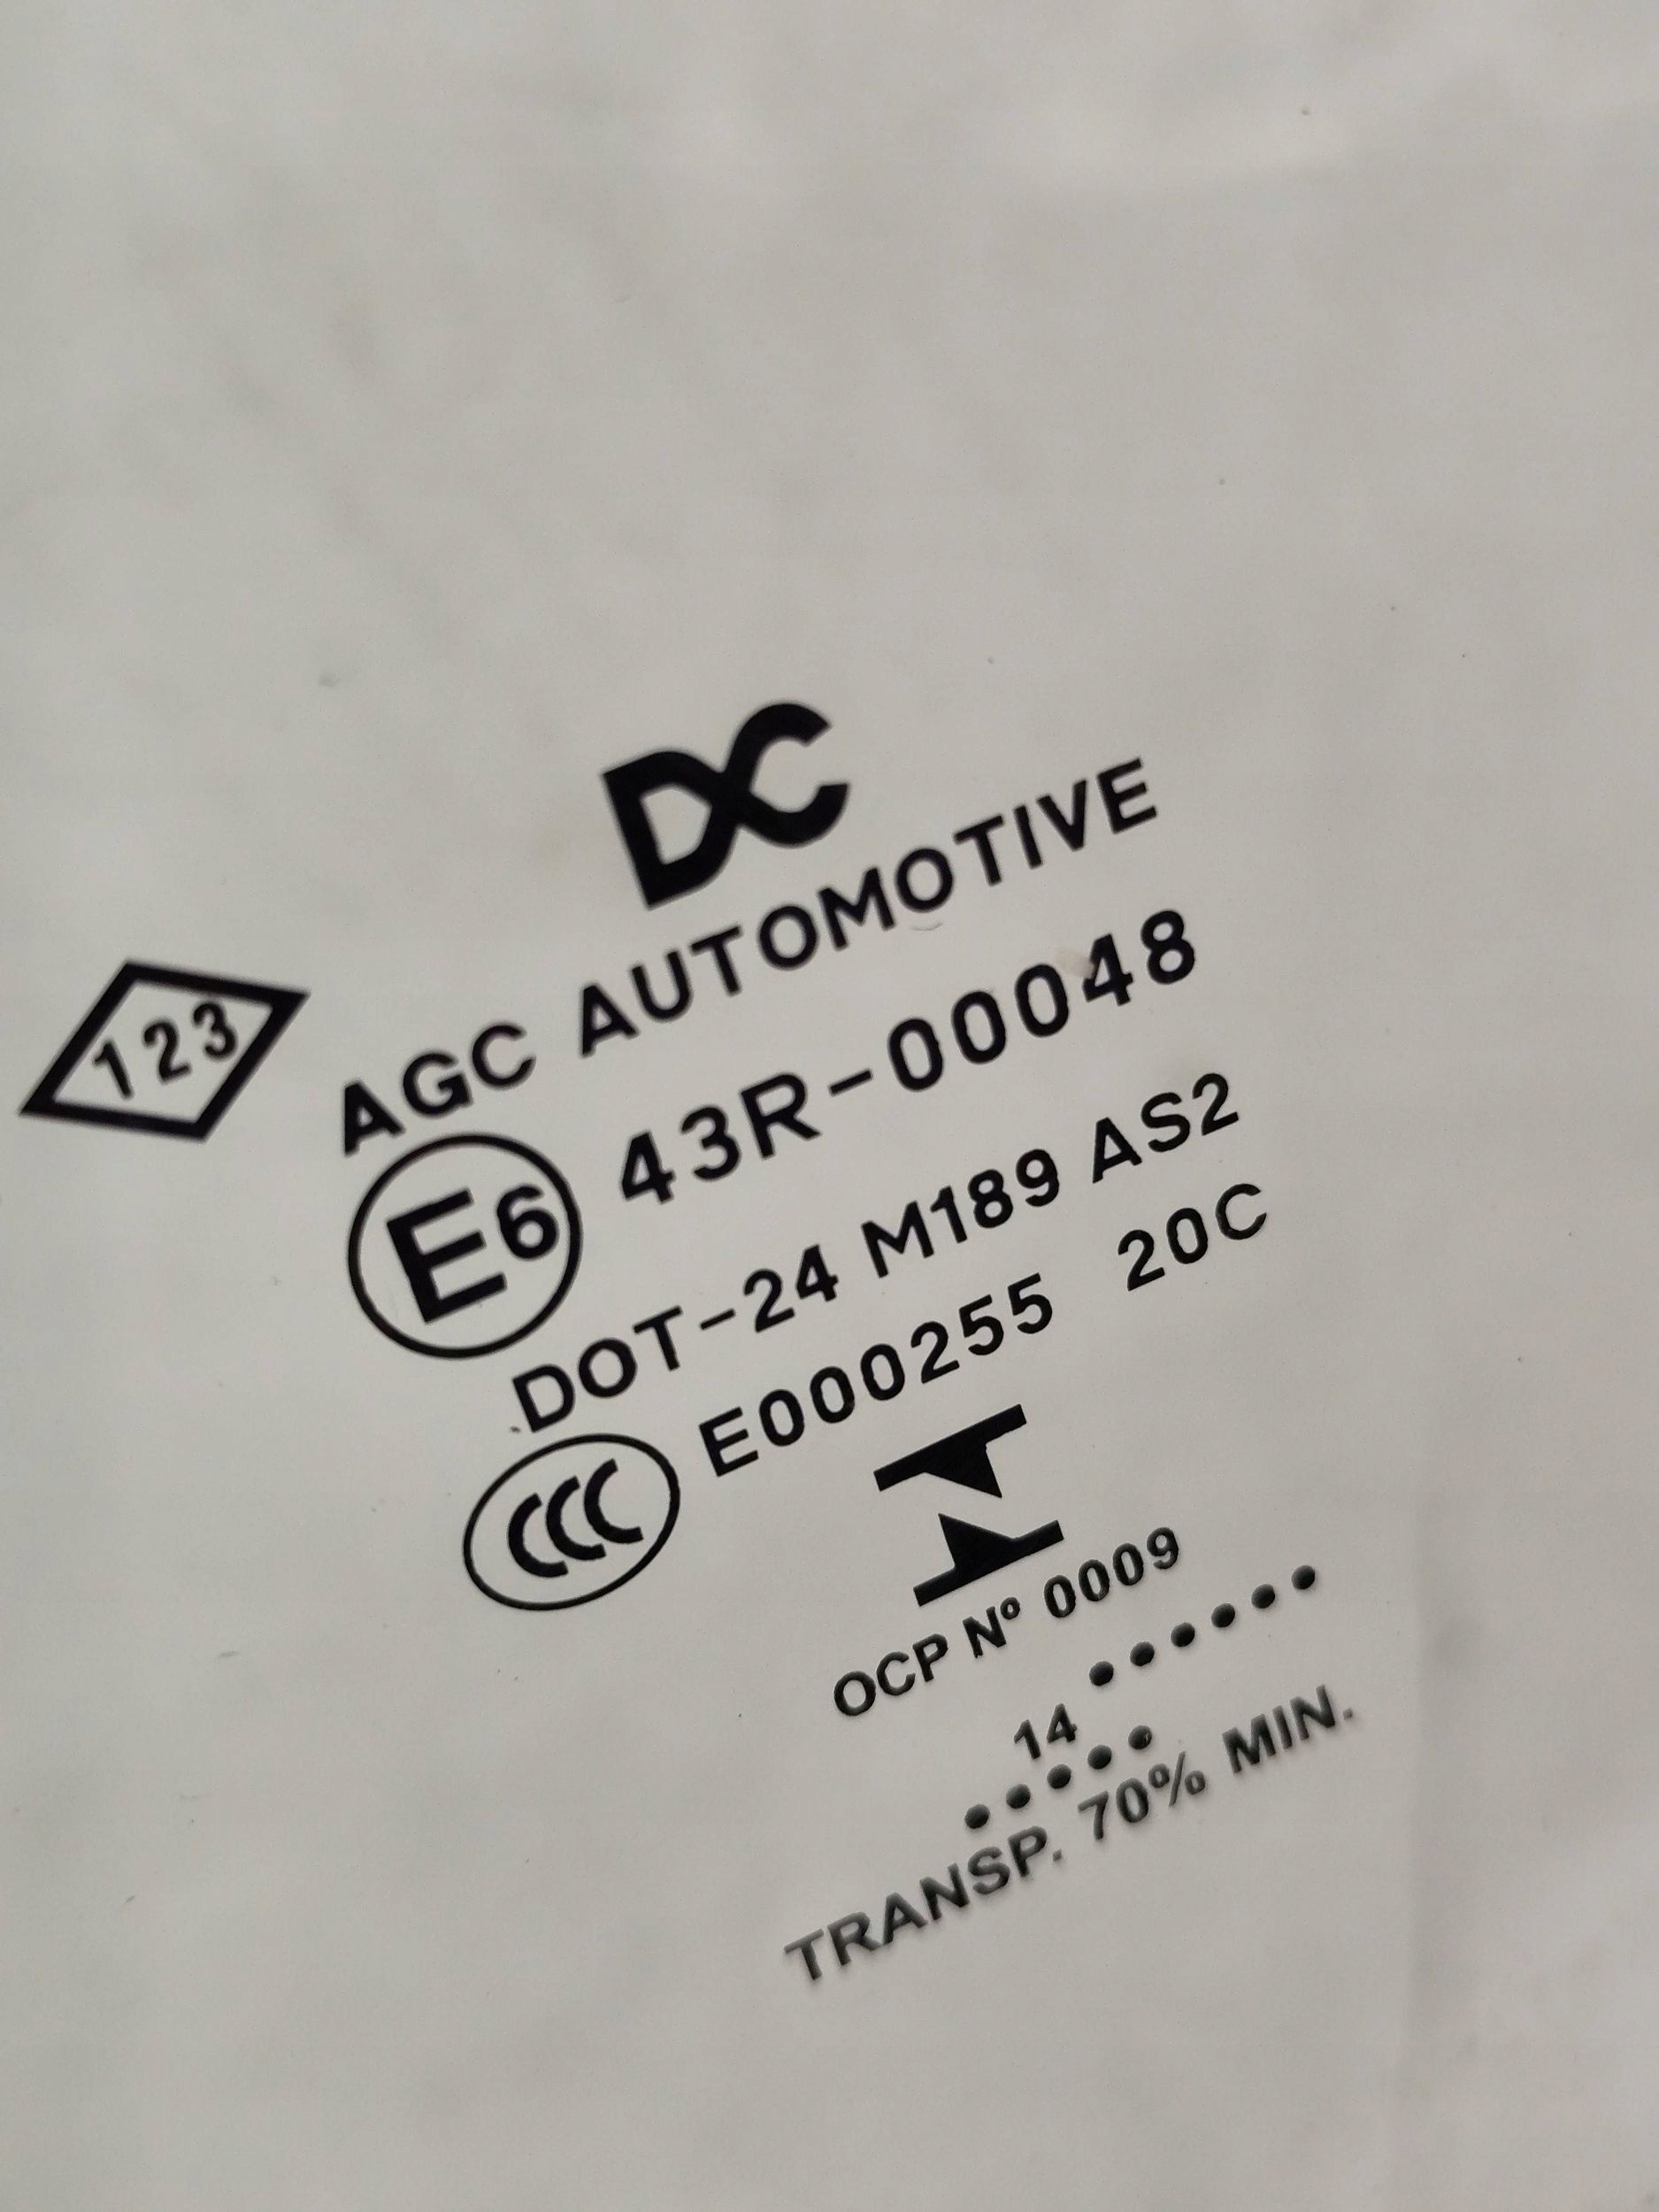 DC
123
AGC AUTOMOTIVE
E6 43R-00048
DOT-24 M189 AS2
CCC E000255 20C
OCP Nº 0009
14 ••••••
•••••
TRANSP. 70% MIN.